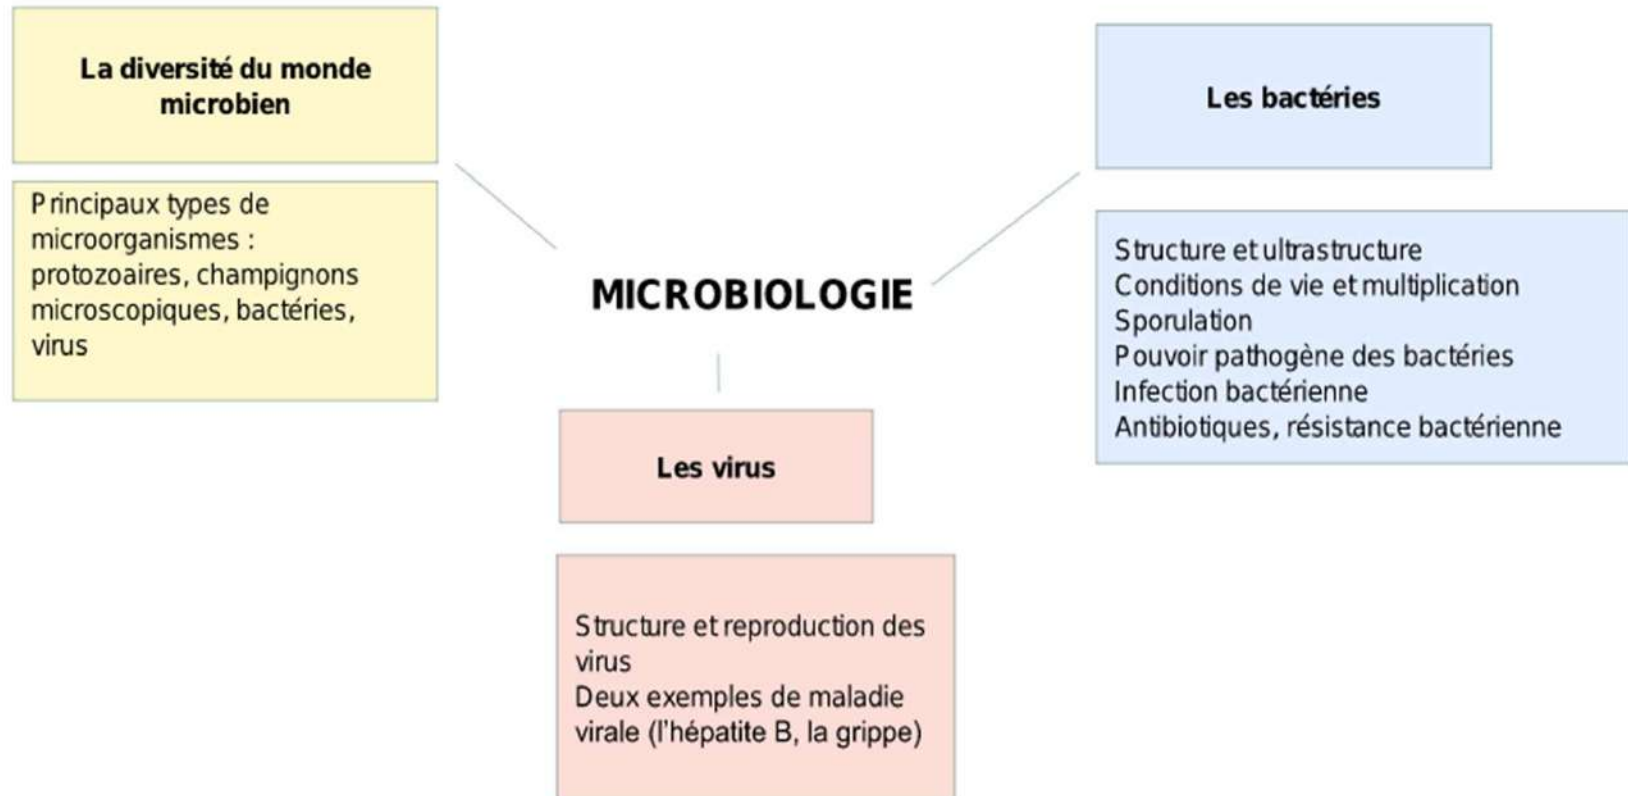 La diversité du monde
microbien
Principaux types de
microorganismes :
protozoaires, champignons
microscopiques, bactéries,
virus
MICROBIOLOGIE
Les bactéries
Structure et ultrastructure
Conditions de vie et multiplication
Sporulation
Pouvoir pathogène des bactéries
Infection bactérienne
Antibiotiques, résistance bactérienne
Les virus
Structure et reproduction des
virus
Deux exemples de maladie
virale (l'hépatite B, la grippe)